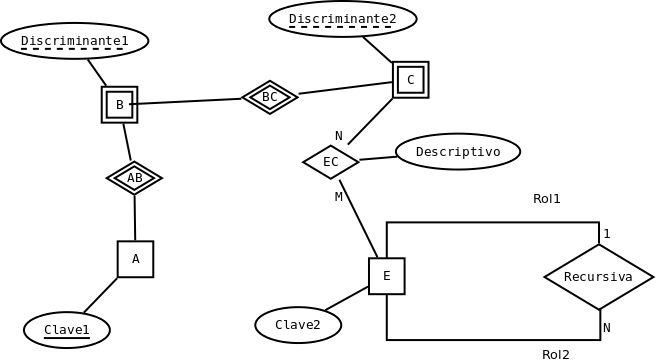 Discriminante2
Discriminante1
C
BC
B
N
EC
Descriptivo
AB
M
Rol1
1
A
E
Recursiva
Clave1
Clave2
N
Rol2